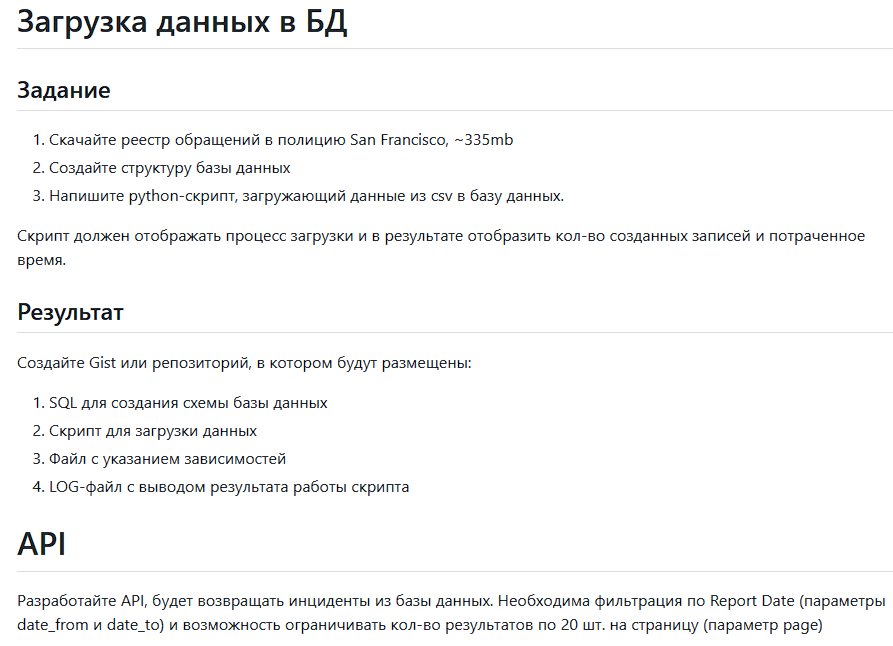 Загрузка данных в БД
Задание
1. Скачайте реестр обращений в полицию San Francisco, ~335mb
2. Создайте структуру базы данных
3. Напишите python-скрипт, загружающий данные из csv в базу данных.
Скрипт должен отображать процесс загрузки и в результате отобразить кол-во созданных записей и потраченное
время.
Результат
Создайте Gist или репозиторий, в котором будут размещены:
1. SQL для создания схемы базы данных
2. Скрипт для загрузки данных
3. Файл с указанием зависимостей
4. LOG-файл с выводом результата работы скрипта
API
Разработайте API, будет возвращать инциденты из базы данных. Необходима фильтрация по Report Date (параметры
date_from и date_to) и возможность ограничивать кол-во результатов по 20 шт. на страницу (параметр page)